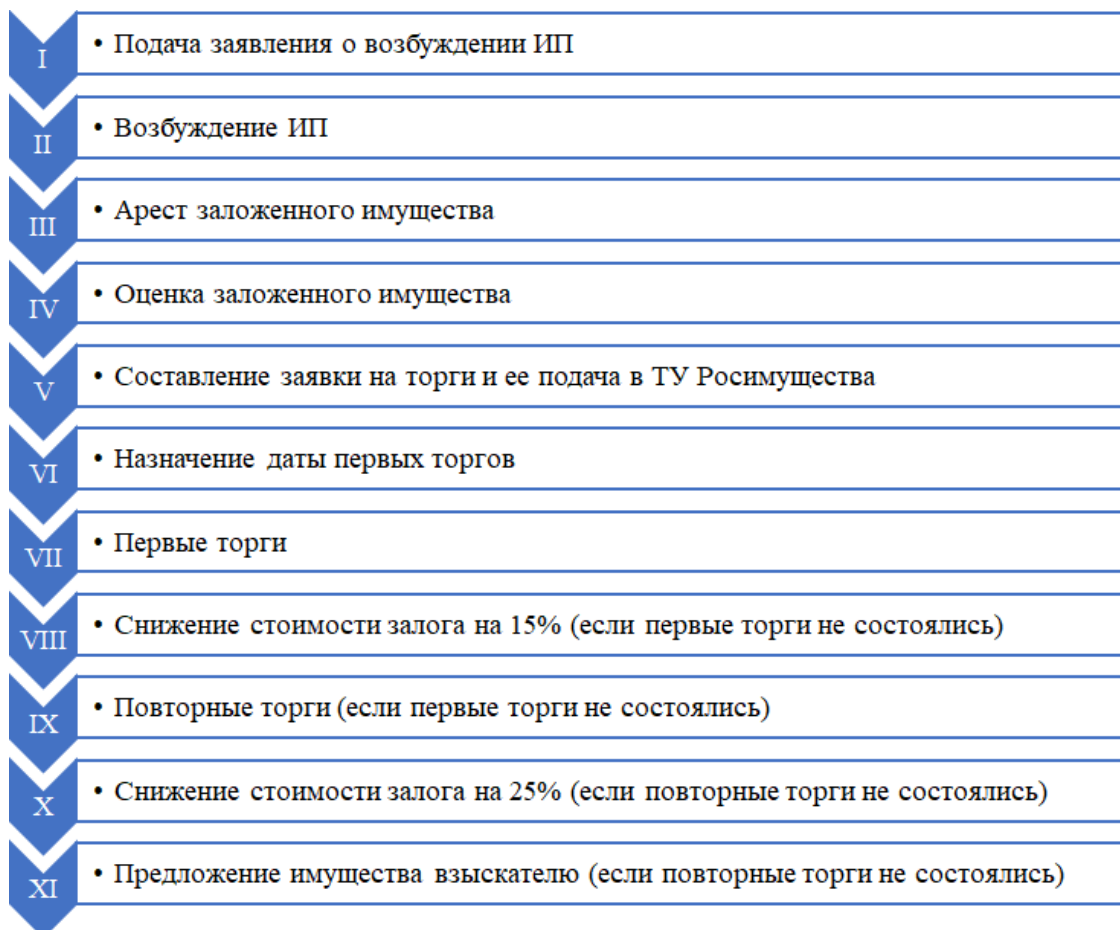 I
• Подача заявления о возбуждении ИП
II
• Возбуждение ИП
III
• Арест заложенного имущества
IV
• Оценка заложенного имущества
V
• Составление заявки на торги и ее подача в ТУ Росимущества
VI
• Назначение даты первых торгов
VII
• Первые торги
VIII
• Снижение стоимости залога на 15% (если первые торги не состоялись)
IX
• Повторные торги (если первые торги не состоялись)
X
• Снижение стоимости залога на 25% (если повторные торги не состоялись)
XI
• Предложение имущества взыскателю (если повторные торги не состоялись)